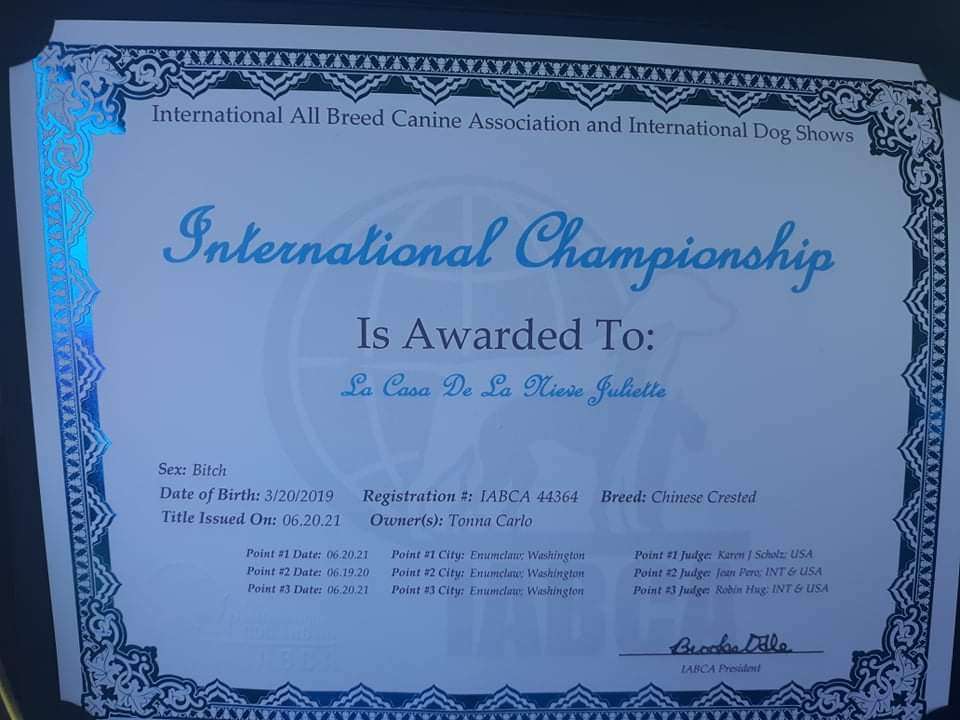 International All Breed Canine Association and International Dog Shows
International Championship
Is Awarded To:
La Casa De La Nieve Juliette
Sex: Bitch
Date of Birth: 3/20/2019 Registration #: IABCA 44364 Breed: Chinese Crested
Title Issued On: 06.20.21 Owner(s): Tonna Carlo
Point #1 Date: 06.20.21 Point #1 City: Enumclaw; Washington Point #1 Judge: Karen J Scholz; USA
Point #2 Date: 06.19.20 Point #2 City: Enumclaw; Washington Point #2 Judge: Jean Pero; INT & USA
Point #3 Date: 06.20.21 Point #3 City: Enumclaw; Washington Point #3 Judge: Robin Hug: INT & USA
IABCA
IABCA President